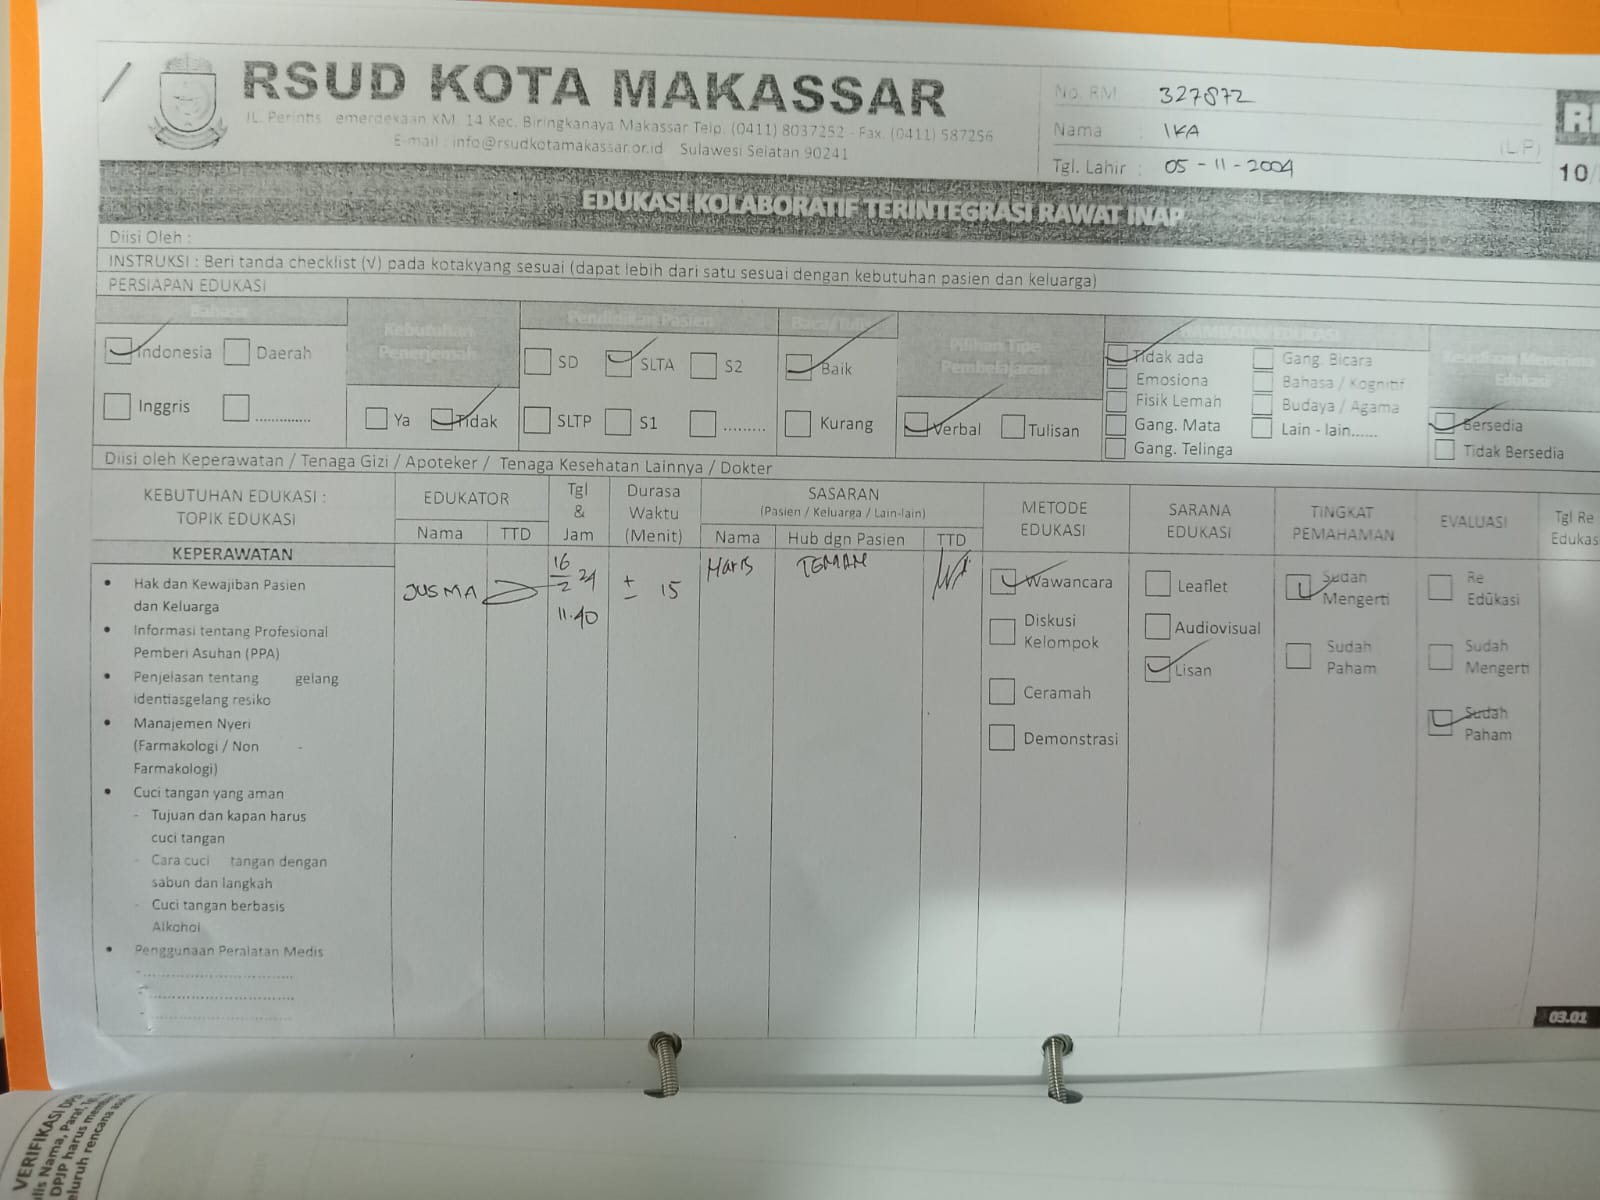 RSUD KOTA MAKASSAR
JL. Perintis emerdekaan KM. 14 Kec. Biringkanaya Makassar Telp. (0411) 8037252 - Fax. (0411) 587256
E-mail : info@rsudkotamakassar.or.id Sulawesi Selatan 90241
No. RM. 327872
Nama : IKA
(L/P)
Tgl. Lahir : 05 - 11 - 2004
10
EDUKASI KOLABORATIF TERINTEGRASI RAWAT INAP
Diisi Oleh :
INSTRUKSI : Beri tanda checklist (√) pada kotakyang sesuai (dapat lebih dari satu sesuai dengan kebutuhan pasien dan keluarga)
PERSIAPAN EDUKASI
Bahasa
Indonesia Daerah
Inggris .............
Kebutuhan
Penerjemah
Ya Tidak
Pendidikan Pasien
SD SLTA S2
SLTP S1 .........
Baca/Tulis
Baik
Kurang
Pilihan Tipe
Pembelajaran
Verbal Tulisan
HAMBATAN EDUKASI
Tidak ada Gang. Bicara
Emosiona Bahasa / Kognitif
Fisik Lemah Budaya / Agama
Gang. Mata Lain - lain......
Gang. Telinga
Kesediaan Menerima
Edukasi
Bersedia
Tidak Bersedia
Diisi oleh Keperawatan / Tenaga Gizi / Apoteker / Tenaga Kesehatan Lainnya / Dokter
KEBUTUHAN EDUKASI :
TOPIK EDUKASI
EDUKATOR
Nama TTD
Tgl
&
Jam
Durasa
Waktu
(Menit)
SASARAN
(Pasien / Keluarga / Lain-lain)
Nama Hub dgn Pasien TTD
METODE
EDUKASI
SARANA
EDUKASI
TINGKAT
PEMAHAMAN
EVALUASI
Tgl Re
Edukas
KEPERAWATAN
• Hak dan Kewajiban Pasien
dan Keluarga
• Informasi tentang Profesional
Pemberi Asuhan (PPA)
• Penjelasan tentang gelang
identiasgelang resiko
• Manajemen Nyeri
(Farmakologi / Non -
Farmakologi)
• Cuci tangan yang aman
- Tujuan dan kapan harus
cuci tangan
- Cara cuci tangan dengan
sabun dan langkah
- Cuci tangan berbasis
Alkohol
• Penggunaan Peralatan Medis
- ................................
- ................................
- ................................
JUSMA
16/2 24
11.40
± 15
Haris
TEMAN
Wawancara
Diskusi
Kelompok
Ceramah
Demonstrasi
Leaflet
Audiovisual
Lisan
Sudah
Mengerti
Sudah
Paham
Re
Edukasi
Sudah
Mengerti
Sudah
Paham
03.01
VERIFIKASI DPJP
lis Nama, Paraf, T
DPJP harus
eluruh rencana